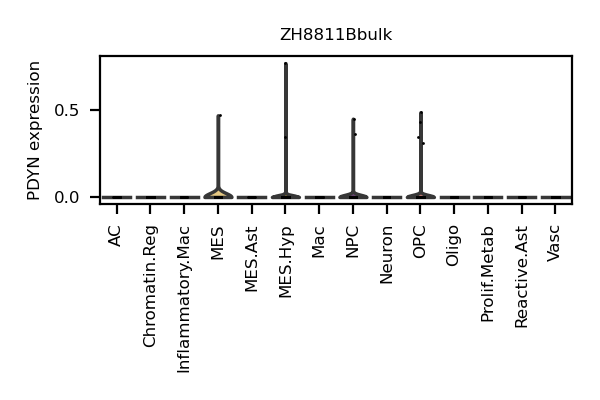 ZH8811Bbulk
PDYN expression
0.5
0.0
AC
Chromatin.Reg
Inflammatory.Mac
MES
MES.Ast
MES.Hyp
Mac
NPC
Neuron
OPC
Oligo
Prolif.Metab
Reactive.Ast
Vasc